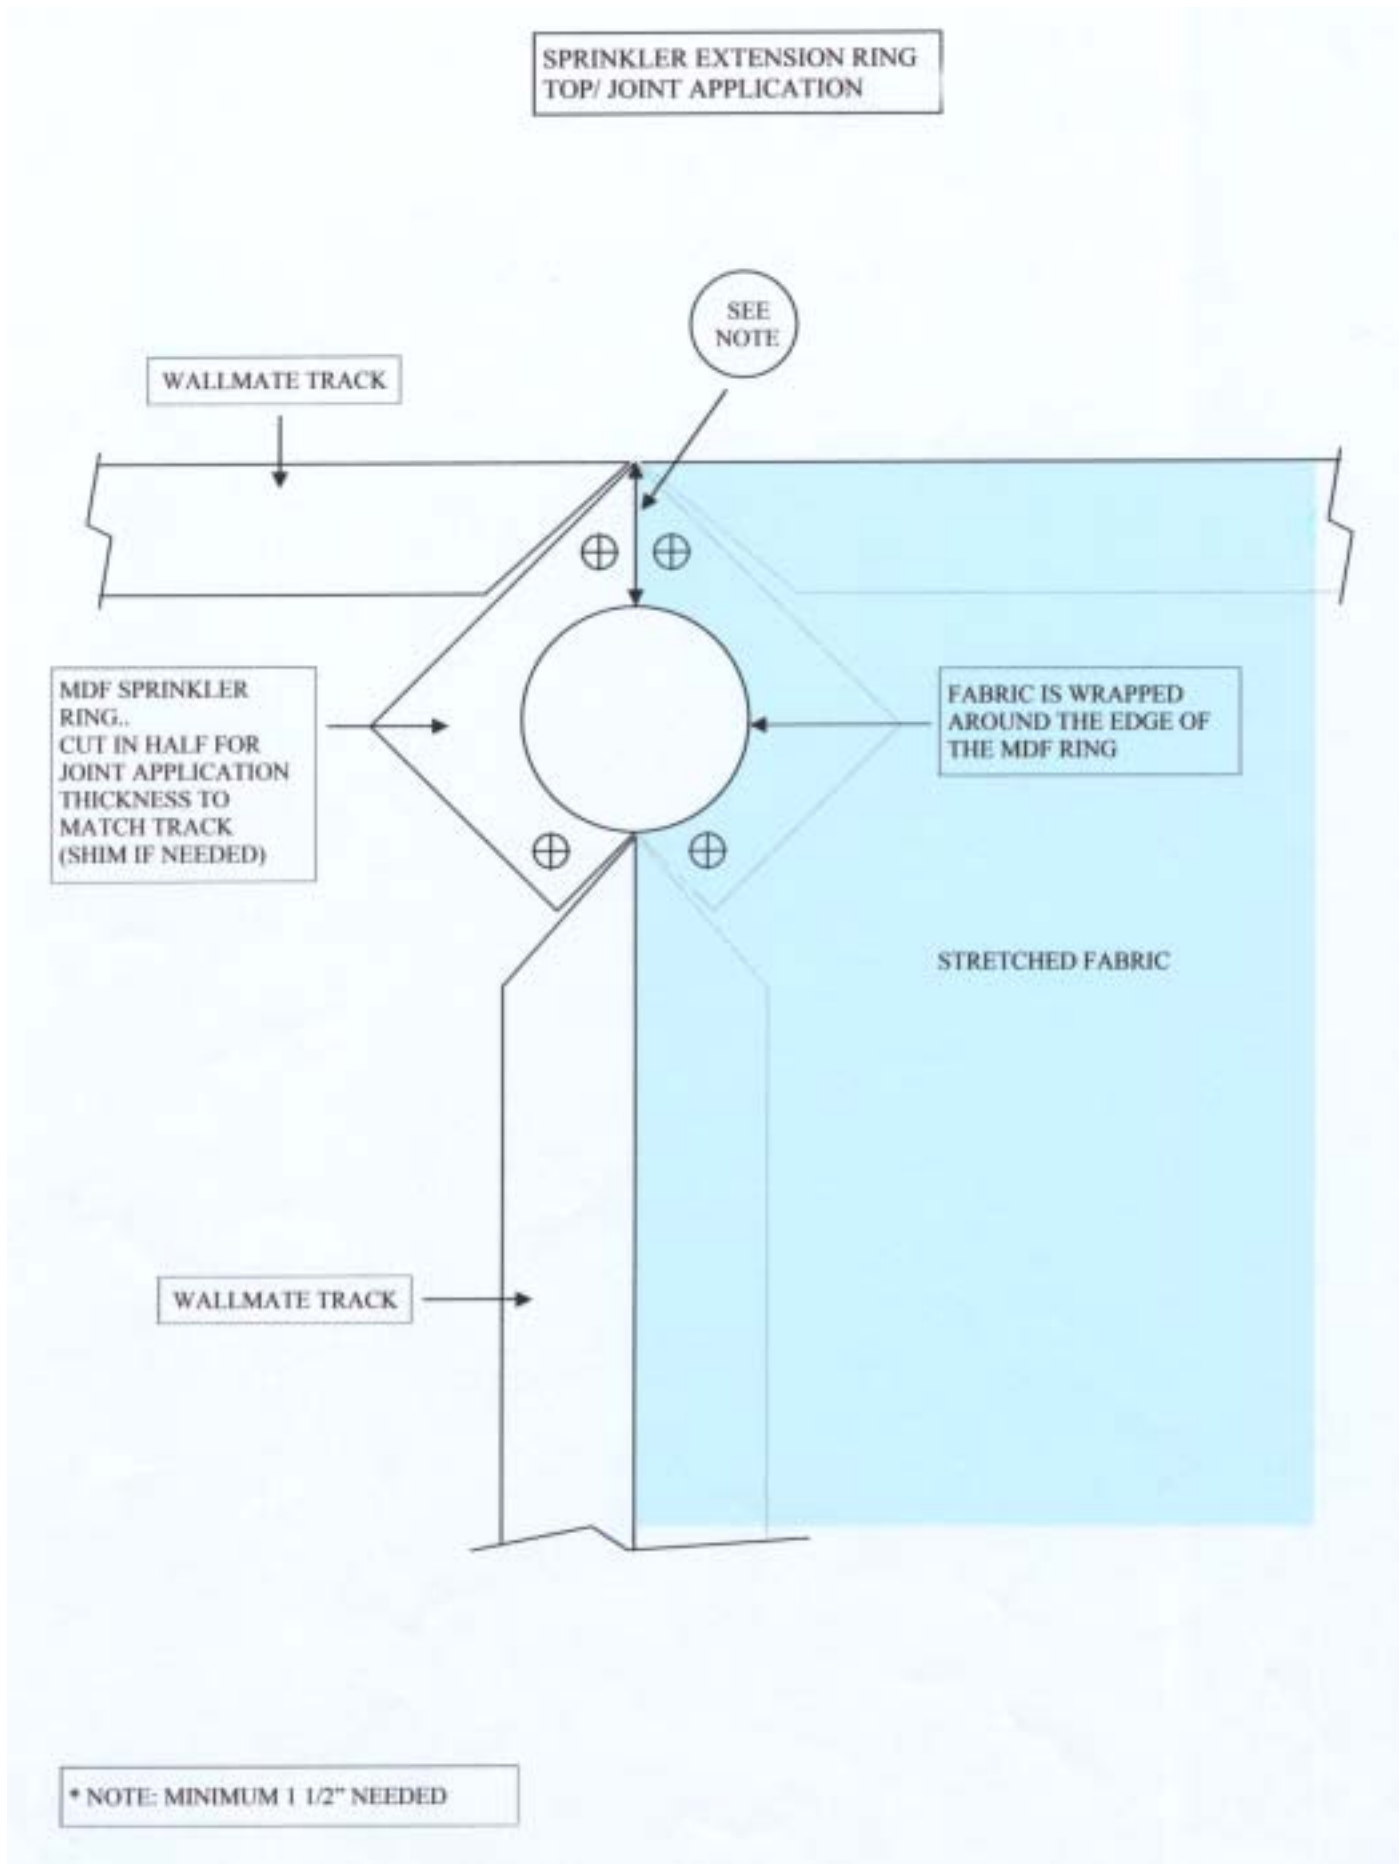 SPRINKLER EXTENSION RING
TOP/ JOINT APPLICATION
SEE
NOTE
WALLMATE TRACK
MDF SPRINKLER
RING..
CUT IN HALF FOR
JOINT APPLICATION
THICKNESS TO
MATCH TRACK
(SHIM IF NEEDED)
FABRIC IS WRAPPED
AROUND THE EDGE OF
THE MDF RING
STRETCHED FABRIC
WALLMATE TRACK
* NOTE: MINIMUM 1 1/2” NEEDED